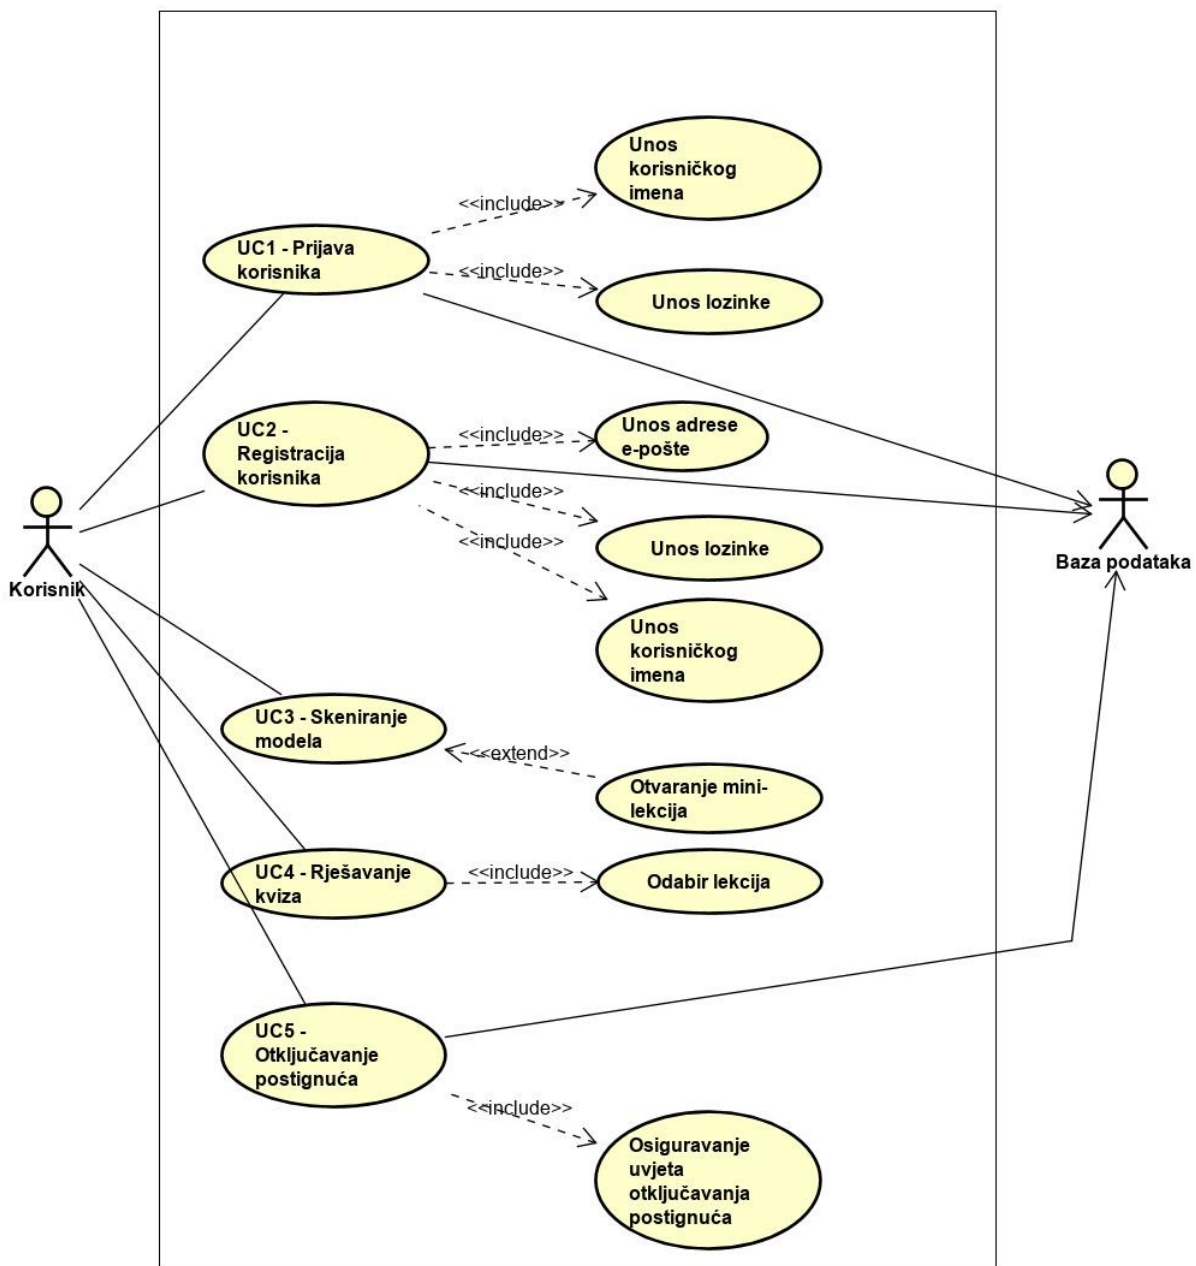 Unos
korisničkog
imena
<<include>>
UC1 - Prijava
korisnika
<<include>>
Unos lozinke
UC2 -
Registracija
korisnika
<<include>>
Unos adrese
e-pošte
<<include>>
<<include>>
Unos lozinke
Korisnik
Baza podataka
Unos
korisničkog
imena
UC3 - Skeniranje
modela
<<extend>>
Otvaranje mini-
lekcija
UC4 - Rješavanje
kviza
<<include>>
Odabir lekcija
UC5 -
Otključavanje
postignuća
<<include>>
Osiguravanje
uvjeta
otključavanja
postignuća